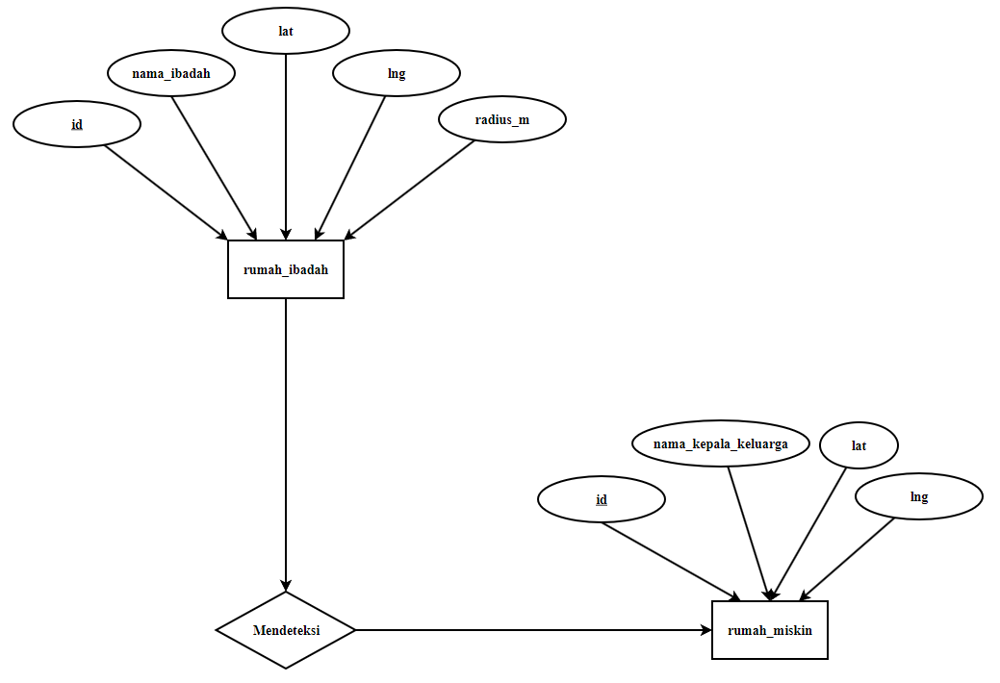 lat
nama_ibadah
lng
radius_m
id
rumah_ibadah
nama_kepala_keluarga
lat
id
lng
Mendeteksi
rumah_miskin